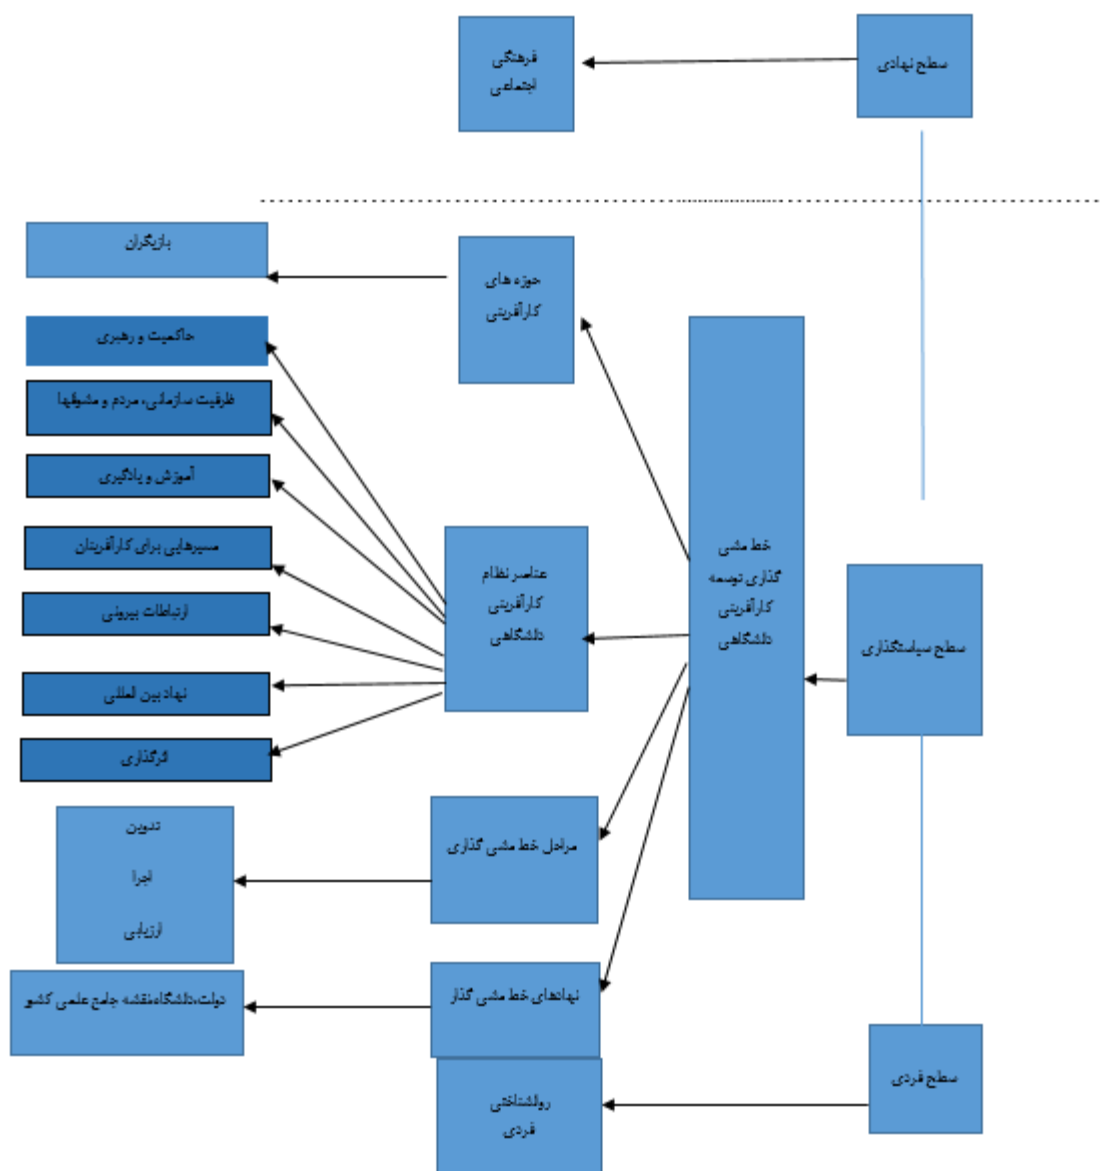 سطح نهادی
فرهنگی
اجتماعی
سطح سیاستگذاری
خط مشی
گذاری توسعه
کارآفرینی
دانشگاهی
حوزه های
کارآفرینی
بازیگران
عناصر نظام
کارآفرینی
دانشگاهی
حاکمیت و رهبری
ظرفیت سازمانی، مردم و مشوقها
آموزش و یادگیری
مسیرهایی برای کارآفرینان
ارتباطات بیرونی
نهاد بین المللی
اثرگذاری
مراحل خط مشی گذاری
تدوین
اجرا
ارزیابی
نهادهای خط مشی گذار
دولت،دانشگاه،نقشه جامع علمی کشور
سطح فردی
روانشناختی
فردی